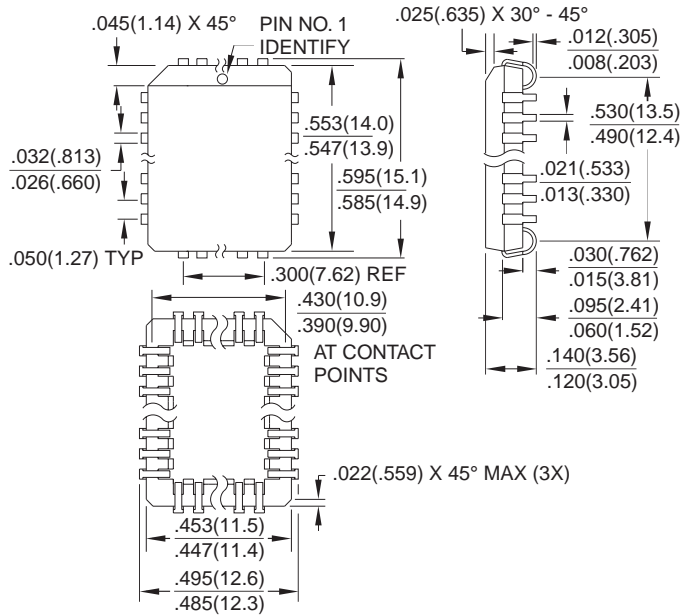 .045(1.14) X 45°
PIN NO. 1
IDENTIFY
.025(.635) X 30° - 45°
.012(.305)
.008(.203)
.553(14.0)
.547(13.9)
.530(13.5)
.490(12.4)
.032(.813)
.026(.660)
.595(15.1)
.585(14.9)
.021(.533)
.013(.330)
.050(1.27) TYP
.300(7.62) REF
.030(.762)
.015(3.81)
.430(10.9)
.390(9.90)
AT CONTACT
POINTS
.095(2.41)
.060(1.52)
.140(3.56)
.120(3.05)
.022(.559) X 45° MAX (3X)
.453(11.5)
.447(11.4)
.495(12.6)
.485(12.3)